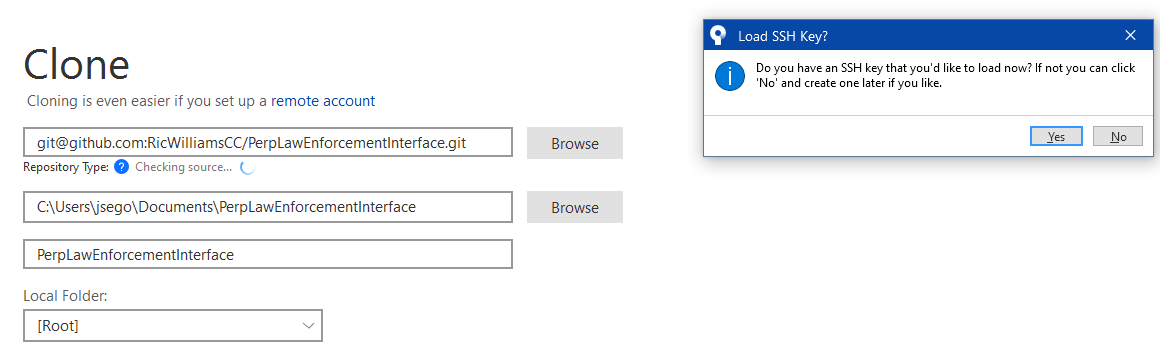 Clone
Cloning is even easier if you set up a remote account
git@github.com:RicWilliamsCC/PerpLawEnforcementInterface.git
Browse
Repository Type: ? Checking source...
C:\Users\jsego\Documents\PerpLawEnforcementInterface
Browse
PerpLawEnforcementInterface
Local Folder:
[Root]
Load SSH Key?
Do you have an SSH key that you'd like to load now? If not you can click
'No' and create one later if you like.
Yes
No